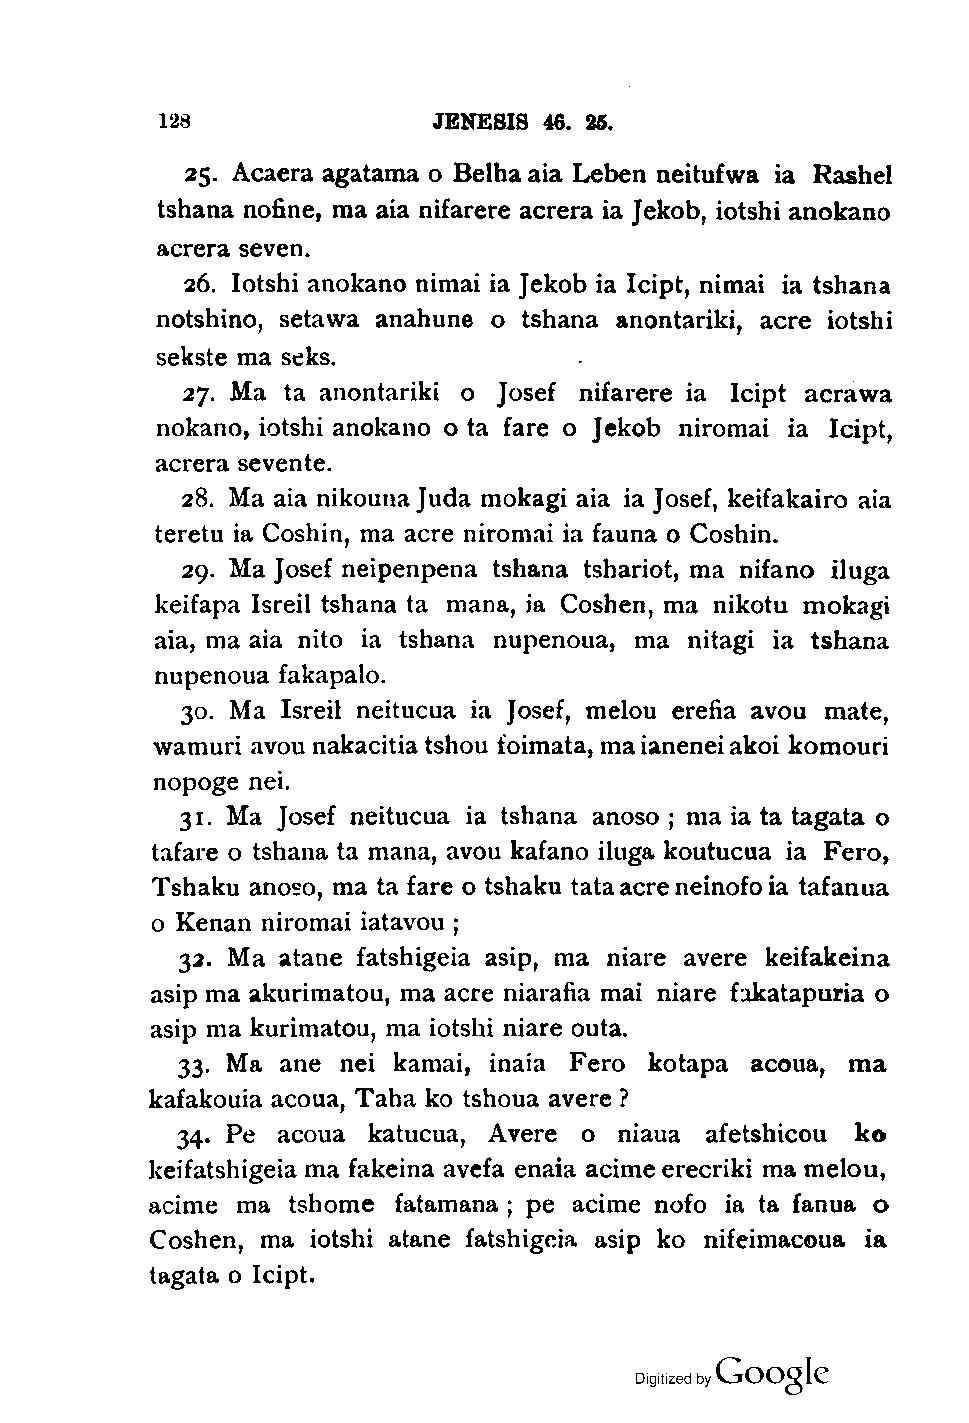 128 JENESIS 46. 25.
25. Acaera agatama o Belha aia Leben neitufwa ia Rashel
tshana nofine, ma aia nifarere acrera ia Jekob, iotshi anokano
acrera seven.
26. Iotshi anokano nimai ia Jekob ia Icipt, nimai ia tshana
notshino, setawa anahune o tshana anontariki, acre iotshi
sekste ma seks.
27. Ma ta anontariki o Josef nifarere ia Icipt acrawa
nokano, iotshi anokano o ta fare o Jekob niromai ia Icipt,
acrera sevente.
28. Ma aia nikouna Juda mokagi aia ia Josef, keifakairo aia
teretu ia Coshin, ma acre niromai ia fauna o Coshin.
29. Ma Josef neipenpena tshana tshariot, ma nifano iluga
keifapa Isreil tshana ta mana, ia Coshen, ma nikotu mokagi
aia, ma aia nito ia tshana nupenoua, ma nitagi ia tshana
nupenoua fakapalo.
30. Ma Isreil neitucua ia Josef, melou erefia avou mate,
wamuri avou nakacitia tshou foimata, ma ianenei akoi komouri
nopoge nei.
31. Ma Josef neitucua ia tshana anoso ; ma ia ta tagata o
tafare o tshana ta mana, avou kafano iluga koutucua ia Fero,
Tshaku anoso, ma ta fare o tshaku tata acre neinofo ia tafanua
o Kenan niromai iatavou ;
32. Ma atane fatshigeia asip, ma niare avere keifakeina
asip ma akurimatou, ma acre niarafia mai niare fakatapuria o
asip ma kurimatou, ma iotshi niare outa.
33. Ma ane nei kamai, inaia Fero kotapa acoua, ma
kafakouia acoua, Taha ko tshoua avere ?
34. Pe acoua katucua, Avere o niaua afetshicou ko
keifatshigeia ma fakeina avefa enaia acime erecriki ma melou,
acime ma tshome fatamana ; pe acime nofo ia ta fanua o
Coshen, ma iotshi atane fatshigeia asip ko nifeimacoua ia
tagata o Icipt.
Digitized by Google